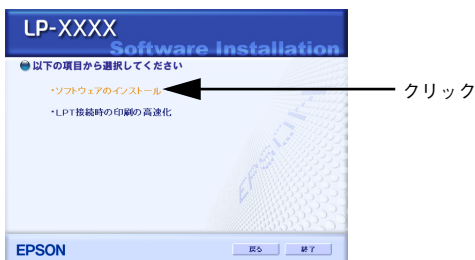 LP-XXXX
Software Installation
以下の項目から選択してください
・ソフトウェアのインストール
クリック
・LPT接続時の印刷の高速化
EPSON
EPSON
戻る
終了